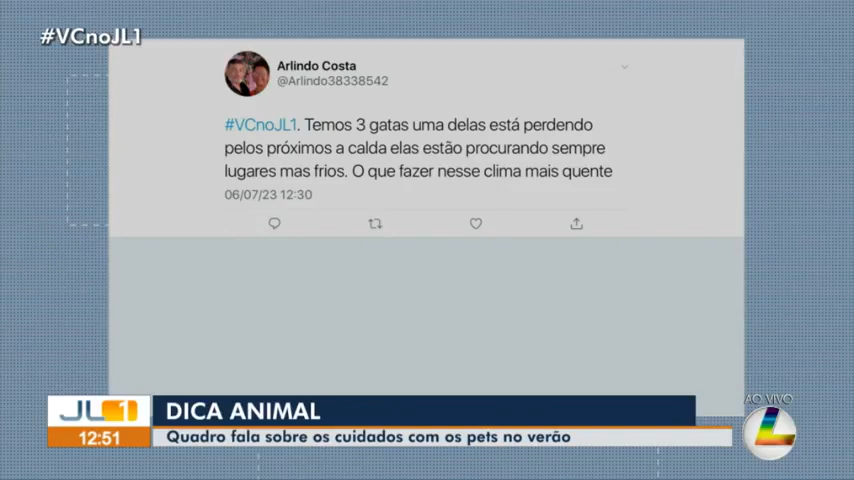 #VCnoJL1
Arlindo Costa
@Arlindo38338542
#VCnoJL1. Temos 3 gatas uma delas está perdendo
pelos próximos a calda elas estão procurando sempre
lugares mas frios. O que fazer nesse clima mais quente
06/07/23 12:30
JL1
DICA ANIMAL
AO VIVO
12:51
Quadro fala sobre os cuidados com os pets no verão